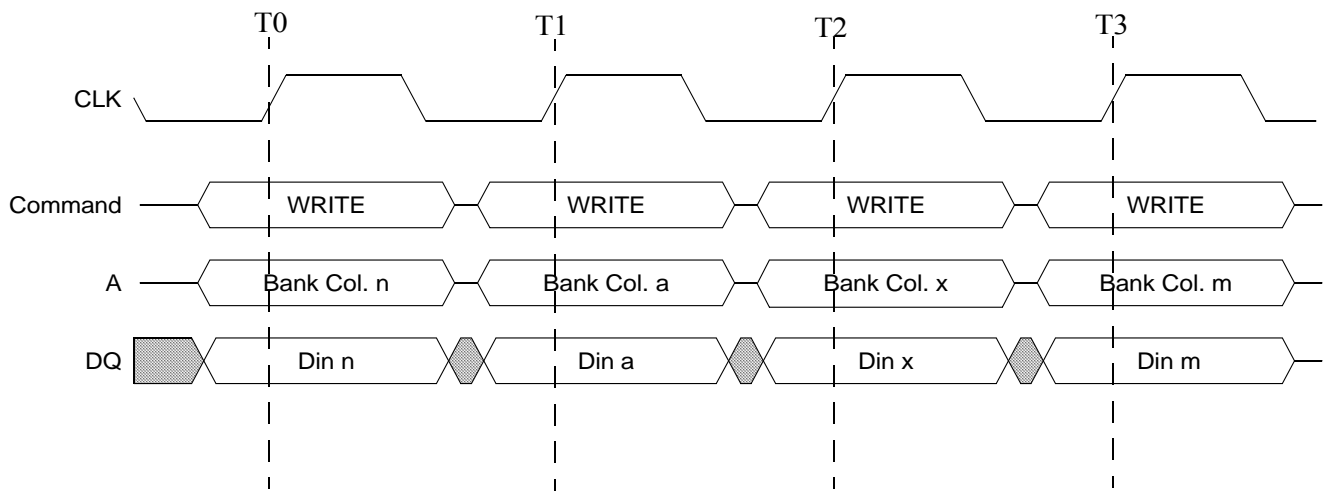 T0 T1 T2 T3
CLK
Command WRITE WRITE WRITE WRITE
A Bank Col. n Bank Col. a Bank Col. x Bank Col. m
DQ Din n Din a Din x Din m